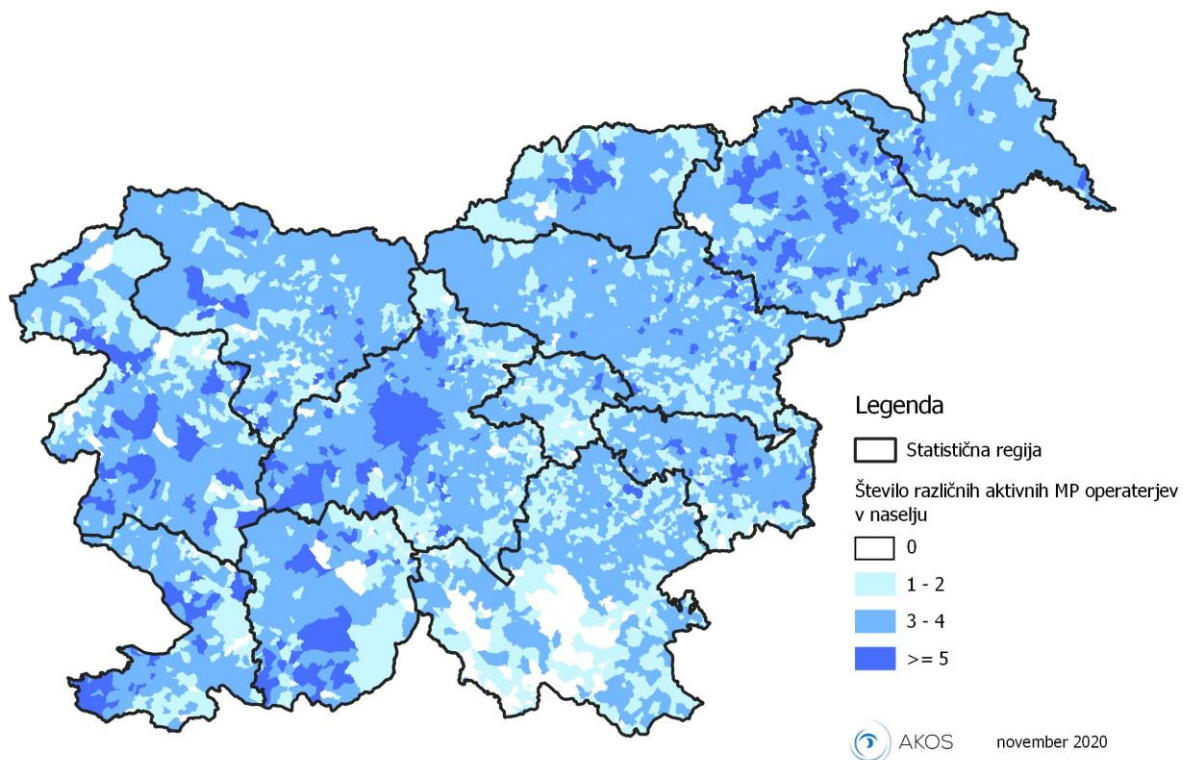 Legenda
Statistična regija
Število različnih aktivnih MP operaterjev
v naselju
0
1 - 2
3 - 4
>= 5
AKOS november 2020